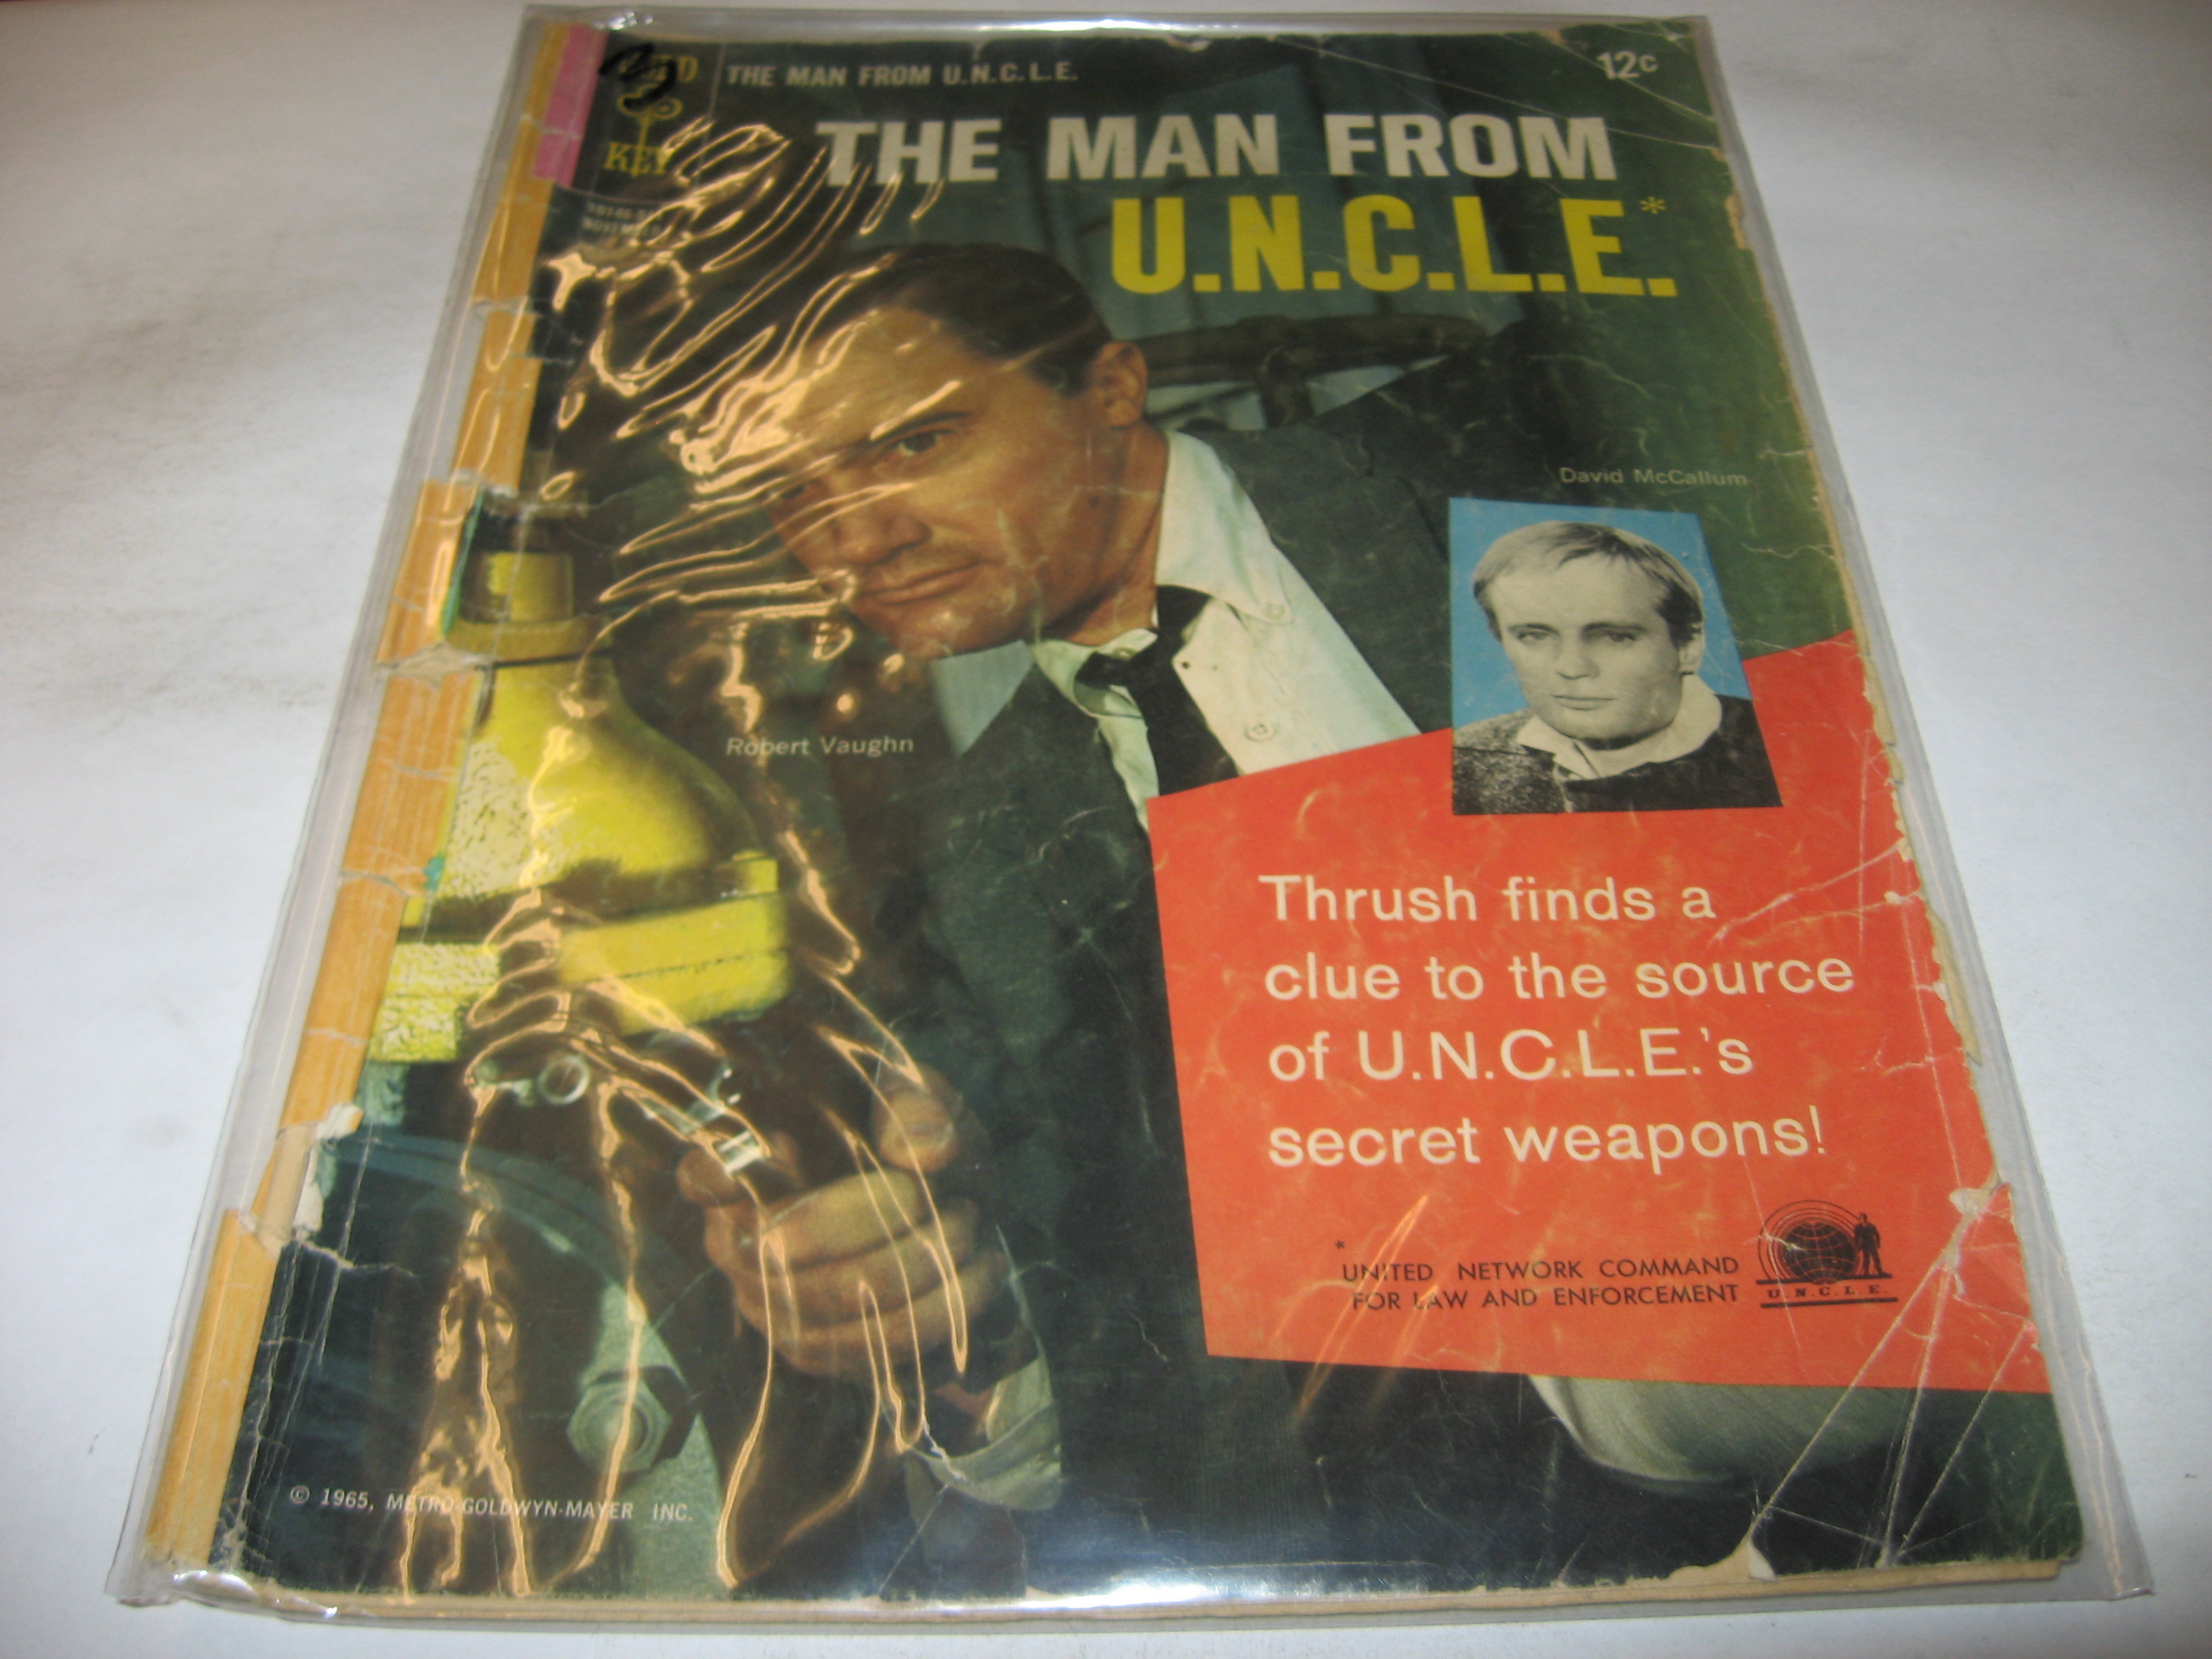 THE MAN FROM U.N.C.L.E.
12c
KEY
THE MAN FROM
U.N.C.L.E.*
David McCallum
Robert Vaughn
Thrush finds a
clue to the source
of U.N.C.L.E.'s
secret weapons!
*
UNITED NETWORK COMMAND
FOR LAW AND ENFORCEMENT
U.N.C.L.E.
© 1965, METRO-GOLDWYN-MAYER INC.